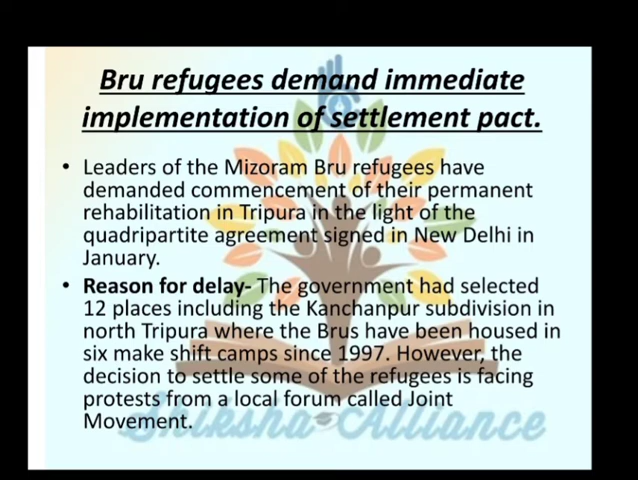 Bru refugees demand immediate
implementation of settlement pact.
• Leaders of the Mizoram Bru refugees have
demanded commencement of their permanent
rehabilitation in Tripura in the light of the
quadripartite agreement signed in New Delhi in
January.
• Reason for delay- The government had selected
12 places including the Kanchanpur subdivision in
north Tripura where the Brus have been housed in
six make shift camps since 1997. However, the
decision to settle some of the refugees is facing
protests from a local forum called Joint
Movement.
Shiksha Alliance